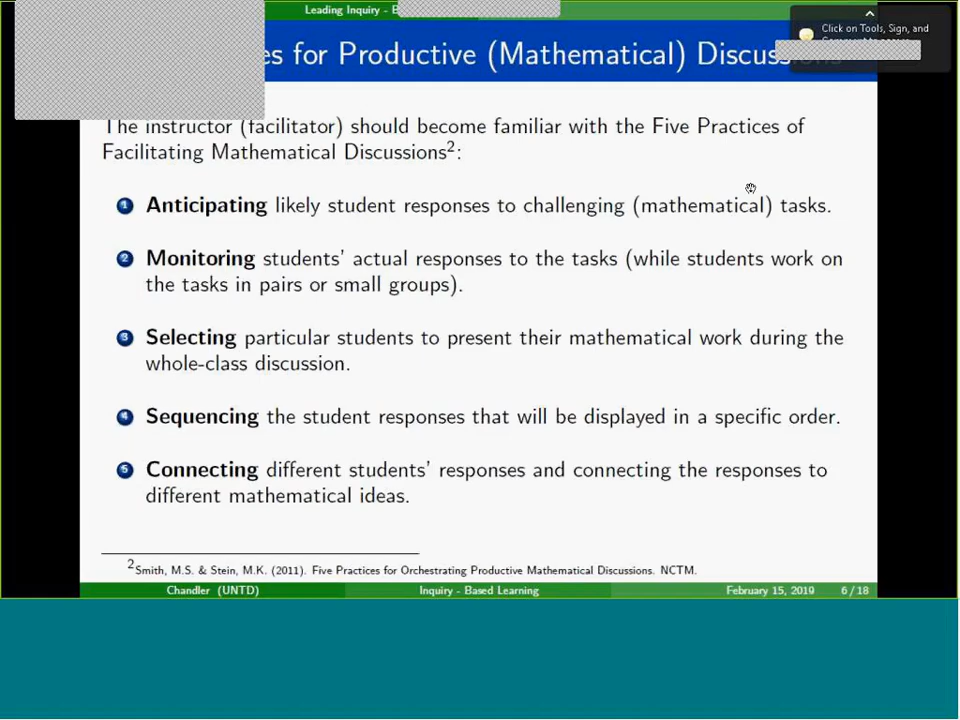 Leading Inquiry -
es for Productive (Mathematical)
Click on Tools, Sign, and
The instructor (facilitator) should become familiar with the Five Practices of
Facilitating Mathematical Discussions2:
1 Anticipating likely student responses to challenging (mathematical) tasks.
2 Monitoring students' actual responses to the tasks (while students work on
the tasks in pairs or small groups).
3 Selecting particular students to present their mathematical work during the
whole-class discussion.
4 Sequencing the student responses that will be displayed in a specific order.
5 Connecting different students' responses and connecting the responses to
different mathematical ideas.
2Smith, M.S. & Stein, M.K. (2011). Five Practices for Orchestrating Productive Mathematical Discussions. NCTM.
Chandler (UNTD) Inquiry - Based Learning February 15, 2019 6 / 18